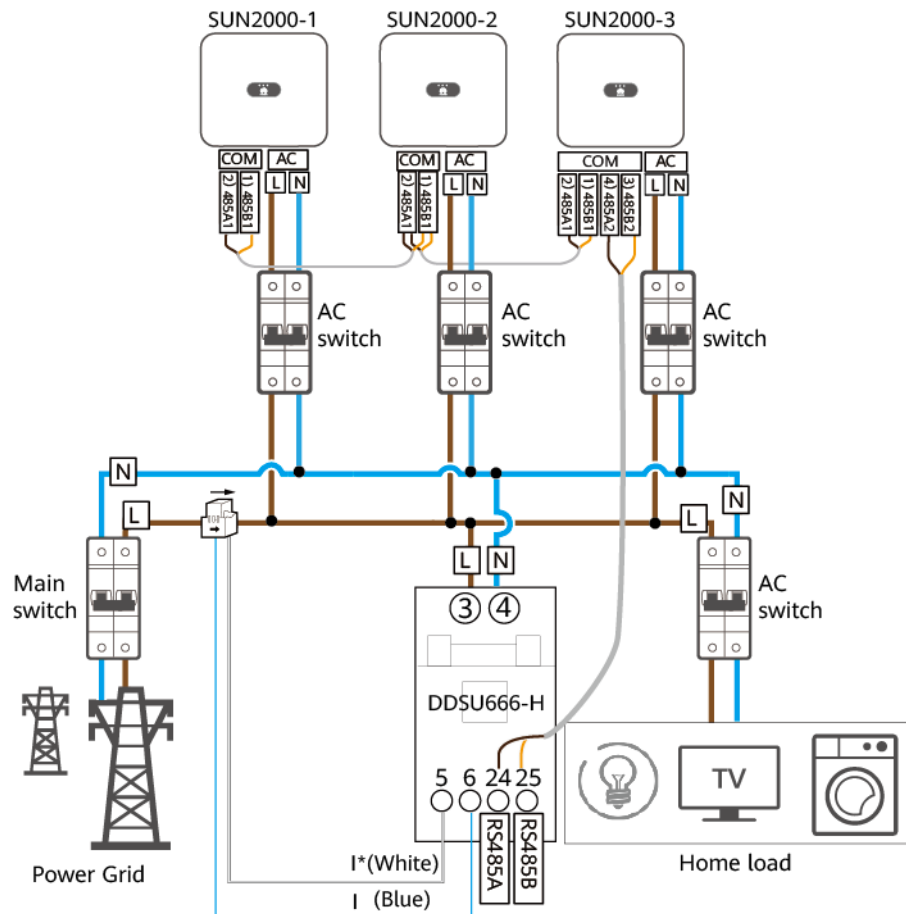 SUN2000-1
SUN2000-2
SUN2000-3
COM
AC
COM
AC
COM
AC
2) 485A1
1) 485B1
L
N
2) 485A1
1) 485B1
L
N
2) 485A1
1) 485B1
4) 485A2
3) 485B2
L
N
AC
switch
AC
switch
AC
switch
N
N
L
L
Main
switch
L
N
AC
switch
3
4
DDSU666-H
TV
5
6
24
25
RS485A
RS485B
I*(White)
I (Blue)
Power Grid
Home load